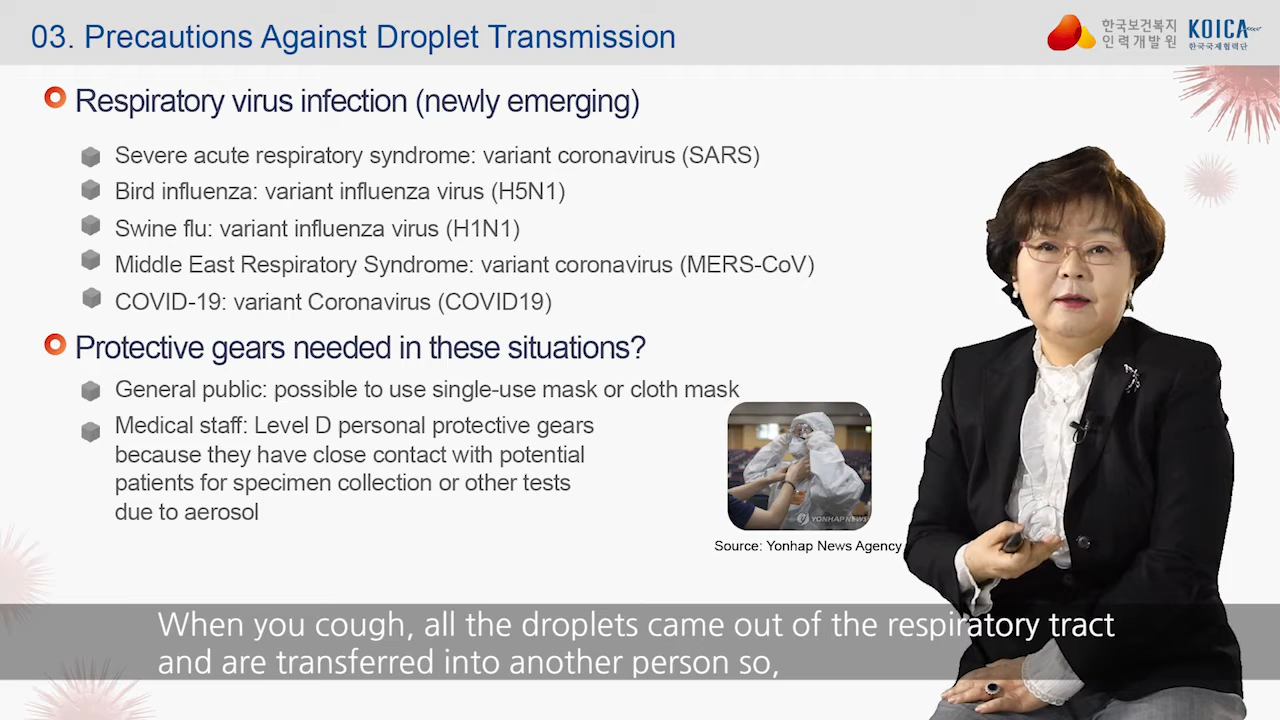 03. Precautions Against Droplet Transmission
한국보건복지
인력개발원
KOICA
한국국제협력단
Respiratory virus infection (newly emerging)
Severe acute respiratory syndrome: variant coronavirus (SARS)
Bird influenza: variant influenza virus (H5N1)
Swine flu: variant influenza virus (H1N1)
Middle East Respiratory Syndrome: variant coronavirus (MERS-CoV)
COVID-19: variant Coronavirus (COVID19)
Protective gears needed in these situations?
General public: possible to use single-use mask or cloth mask
Medical staff: Level D personal protective gears
because they have close contact with potential
patients for specimen collection or other tests
due to aerosol
YONHAPNEWS
Source: Yonhap News Agency
When you cough, all the droplets came out of the respiratory tract
and are transferred into another person so,